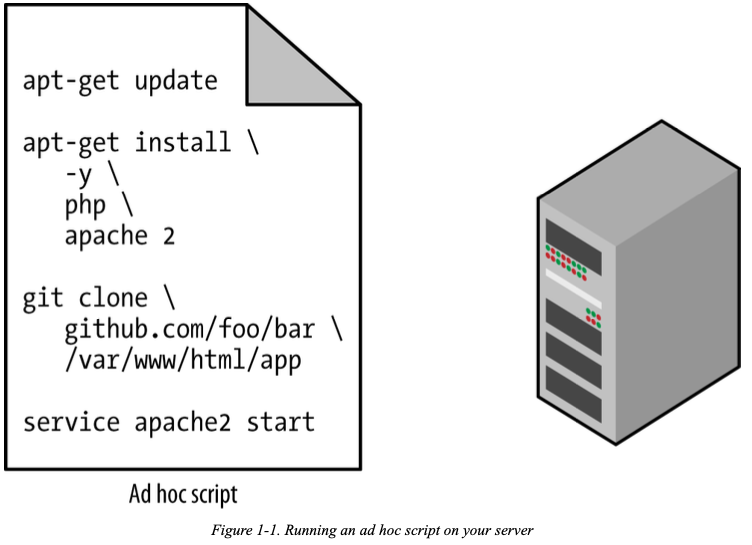 apt-get update
apt-get install \
-y \
php \
apache 2
git clone \
github.com/foo/bar \
/var/www/html/app
service apache2 start
Ad hoc script
Figure 1-1. Running an ad hoc script on your server